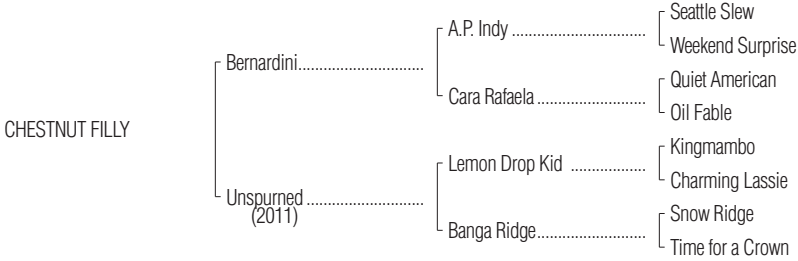 Seattle Slew
A.P. Indy ................................
Weekend Surprise
Bernardini..............................
Quiet American
Cara Rafaela ..........................
Oil Fable
CHESTNUT FILLY
Kingmambo
Lemon Drop Kid ..................
Charming Lassie
Unspurned ............................
(2011)
Snow Ridge
Banga Ridge..........................
Time for a Crown